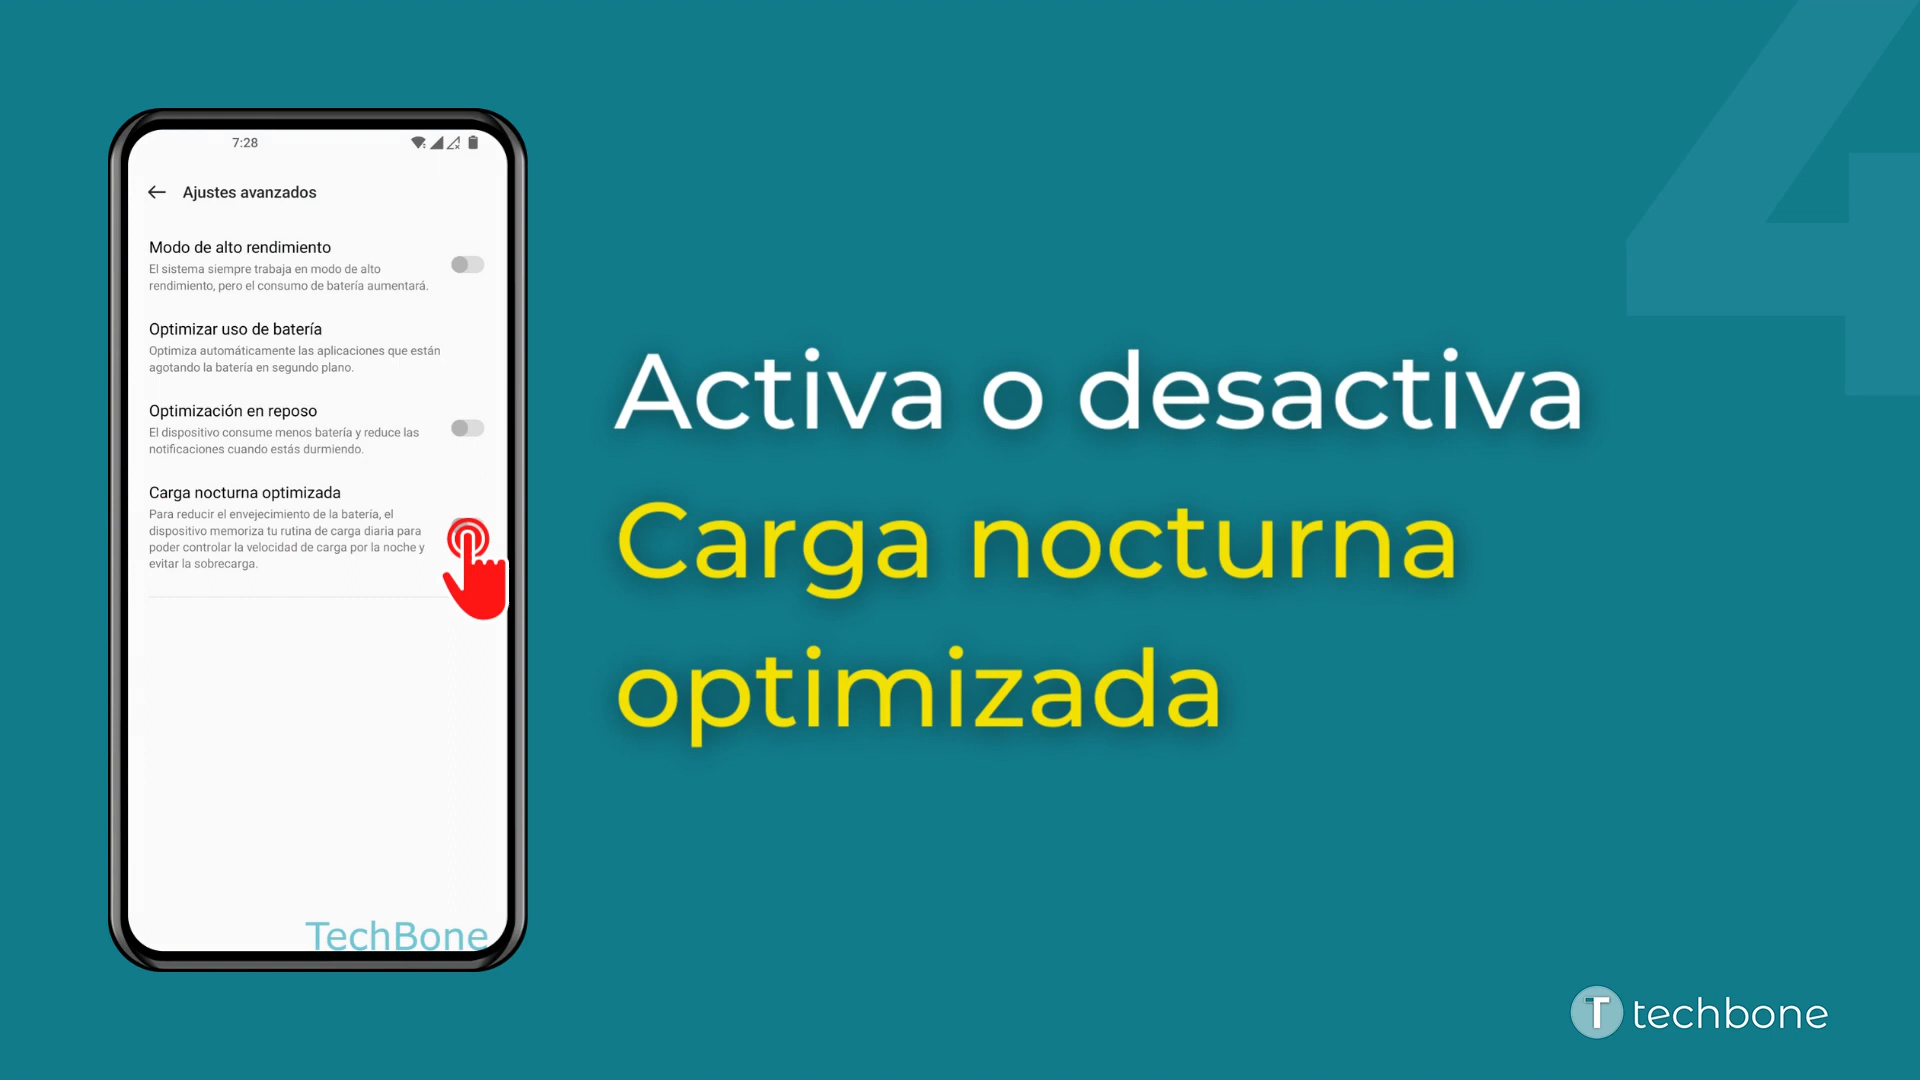 7:28
Ajustes avanzados
Modo de alto rendimiento
El sistema siempre trabaja en modo de alto
rendimiento, pero el consumo de batería aumentará.
Optimizar uso de batería
Optimiza automáticamente las aplicaciones que están
agotando la batería en segundo plano.
Optimización en reposo
El dispositivo consume menos batería y reduce las
notificaciones cuando estás durmiendo.
Carga nocturna optimizada
Para reducir el envejecimiento de la batería, el
dispositivo memoriza tu rutina de carga diaria para
poder controlar la velocidad de carga por la noche y
evitar la sobrecarga.
TechBone
4
Activa o desactiva
Carga nocturna
optimizada
T techbone